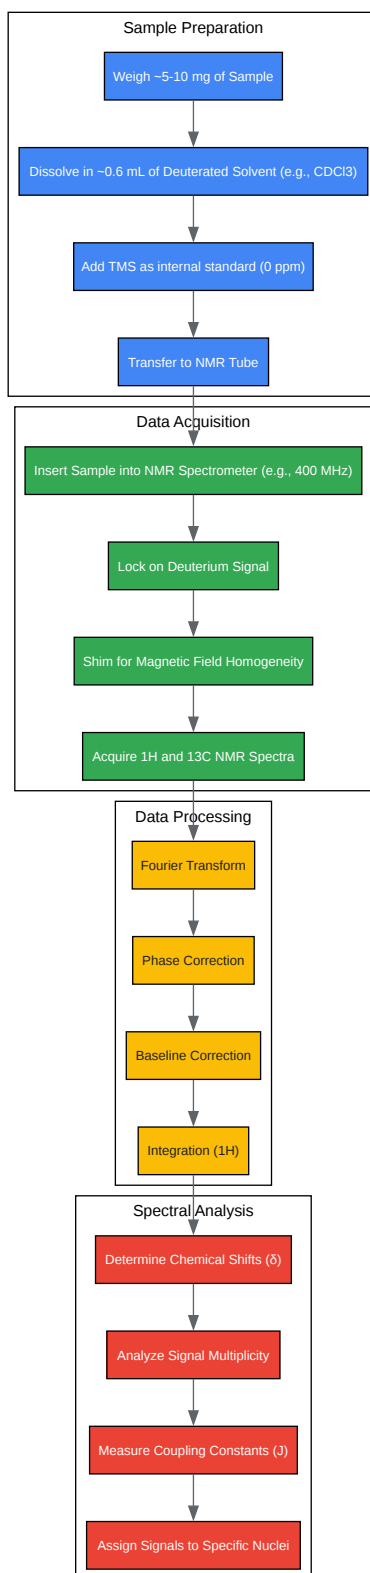 Sample Preparation
Weigh ~5-10 mg of Sample
Dissolve in ~0.6 mL of Deuterated Solvent (e.g., CDCl3)
Add TMS as internal standard (0 ppm)
Transfer to NMR Tube
Data Acquisition
Insert Sample into NMR Spectrometer (e.g., 400 MHz)
Lock on Deuterium Signal
Shim for Magnetic Field Homogeneity
Acquire 1H and 13C NMR Spectra
Data Processing
Fourier Transform
Phase Correction
Baseline Correction
Integration (1H)
Spectral Analysis
Determine Chemical Shifts (δ)
Analyze Signal Multiplicity
Measure Coupling Constants (J)
Assign Signals to Specific Nuclei